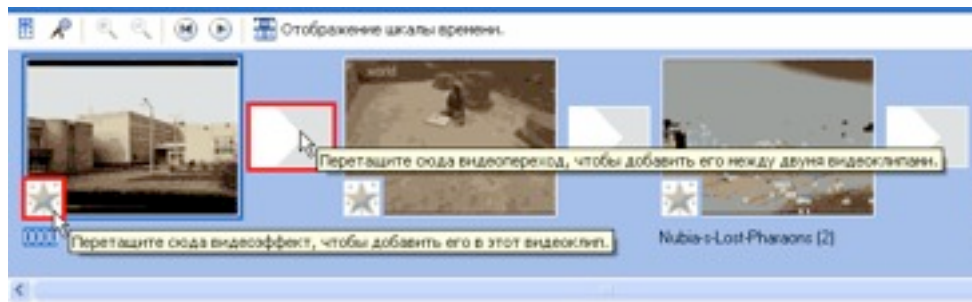 Отображение шкалы времени.
world
Перетащите сюда видеопереход, чтобы добавить его между двумя видеоклипами.
Перетащите сюда видеоэффект, чтобы добавить его в этот видеоклип.
Nubia-s-Lost-Pharaons (2)